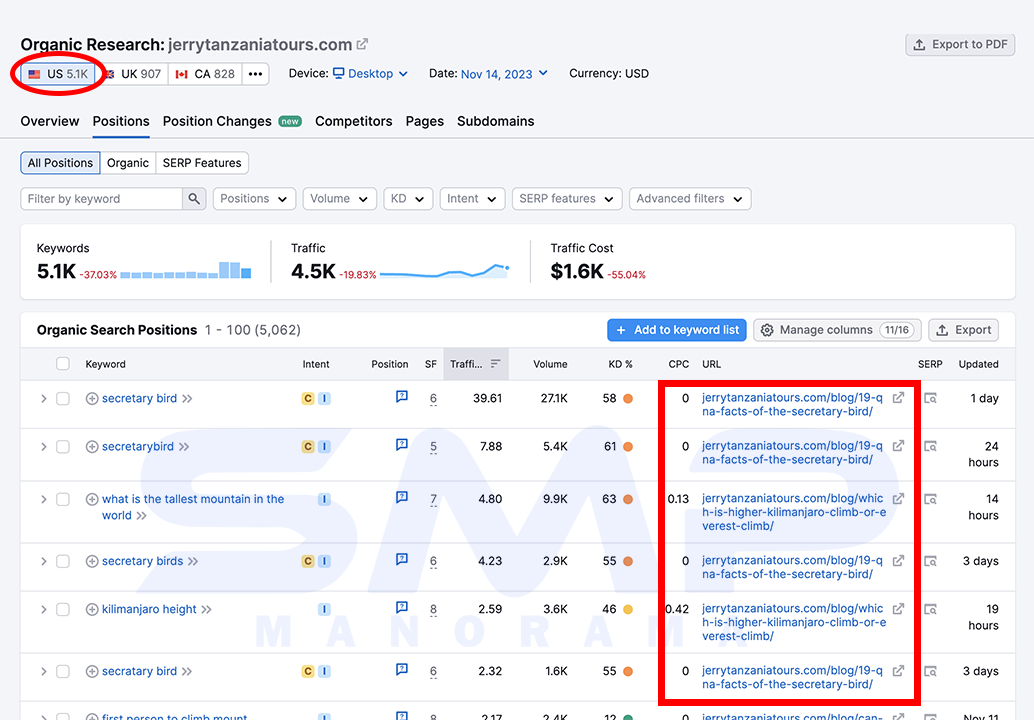 Organic Research: jerrytanzaniatours.com
US 5.1K UK 907 CA 828 ••• Device: Desktop Date: Nov 14, 2023 Currency: USD Export to PDF
Overview Positions Position Changes new Competitors Pages Subdomains
All Positions Organic SERP Features
Filter by keyword Positions Volume KD Intent SERP features Advanced filters
Keywords Traffic Traffic Cost
5.1K -37.03% 4.5K -19.83% $1.6K -55.04%
Organic Search Positions 1 - 100 (5,062) + Add to keyword list Manage columns 11/16 Export
Keyword Intent Position SF Traffi... Volume KD % CPC URL SERP Updated
secretary bird C I 6 39.61 27.1K 58 0 jerrytanzaniatours.com/blog/19-q 1 day
na-facts-of-the-secretary-bird/
secretarybird C I 5 7.88 5.4K 61 0 jerrytanzaniatours.com/blog/19-q 24
na-facts-of-the-secretary-bird/ hours
what is the tallest mountain in the I 7 4.80 9.9K 63 0.13 jerrytanzaniatours.com/blog/whic 14
world h-is-higher-kilimanjaro-climb-or-e hours
verest-climb/
secretary birds C I 6 4.23 2.9K 55 0 jerrytanzaniatours.com/blog/19-q 3 days
na-facts-of-the-secretary-bird/
kilimanjaro height I 8 2.59 3.6K 46 0.42 jerrytanzaniatours.com/blog/whic 19
h-is-higher-kilimanjaro-climb-or-e hours
verest-climb/
secratary bird C I 6 2.32 1.6K 55 0 jerrytanzaniatours.com/blog/19-q 3 days
na-facts-of-the-secretary-bird/
first person to climb mount I 8 2.17 2.4K 12 0 jerrytanzaniatours.com/blog/can- Nov 11
SMP
MANORAMA